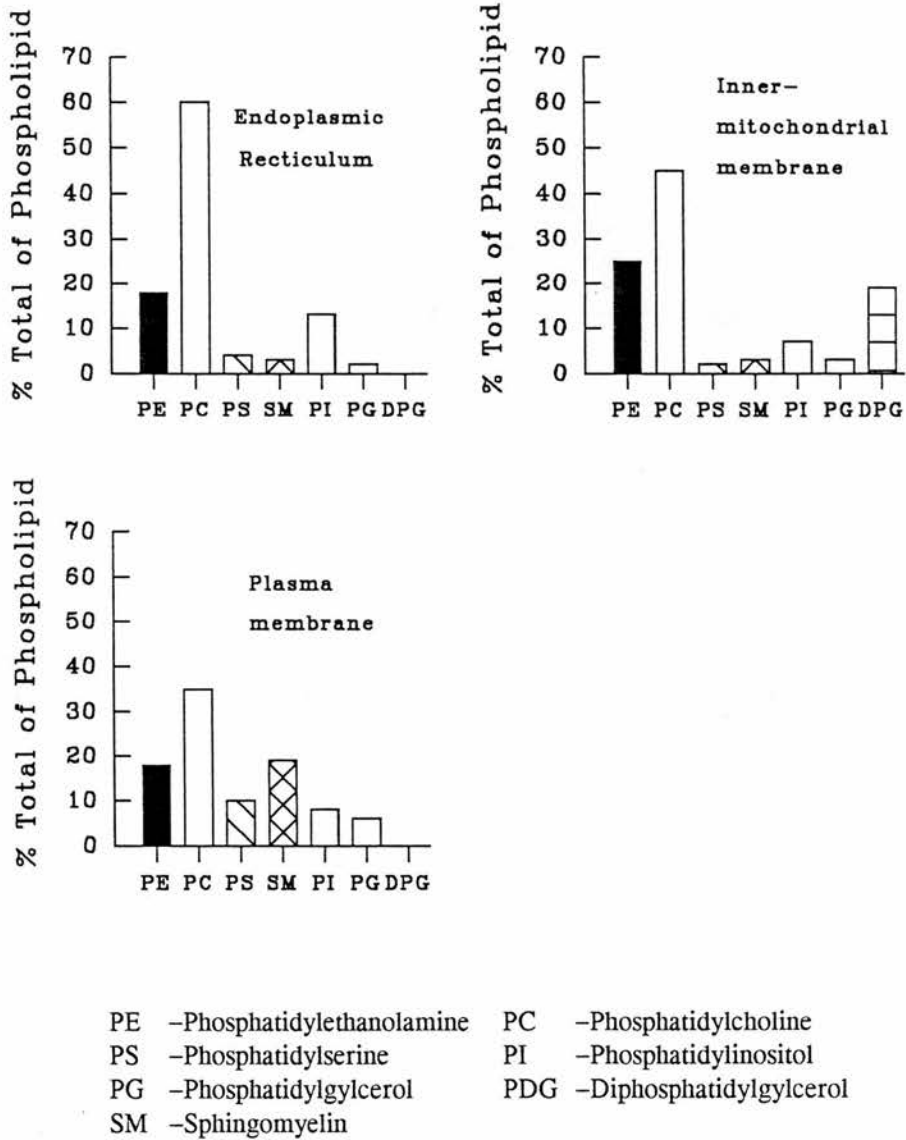 % Total of Phospholipid
70
60
50
40
30
20
10
0
Endoplasmic
Recticulum
PE PC PS SM PI PG DPG
% Total of Phospholipid
70
60
50
40
30
20
10
0
Inner-
mitochondrial
membrane
PE PC PS SM PI PG DPG
% Total of Phospholipid
70
60
50
40
30
20
10
0
Plasma
membrane
PE PC PS SM PI PG DPG
PE –Phosphatidylethanolamine PC –Phosphatidylcholine
PS –Phosphatidylserine PI –Phosphatidylinositol
PG –Phosphatidylgylcerol PDG –Diphosphatidylgylcerol
SM –Sphingomyelin